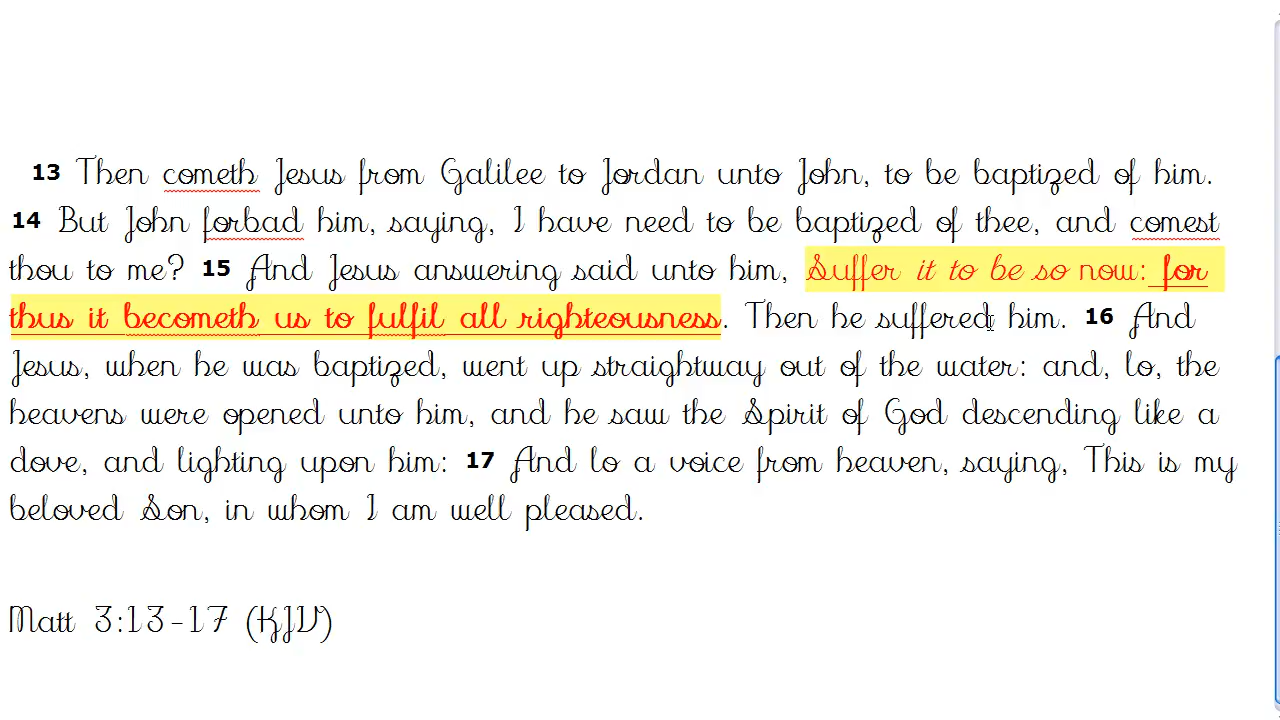 13 Then cometh Jesus from Galilee to Jordan unto John, to be baptized of him.
14 But John forbad him, saying, I have need to be baptized of thee, and comest
thou to me? 15 And Jesus answering said unto him, Suffer it to be so now: for
thus it becometh us to fulfil all righteousness. Then he suffered him. 16 And
Jesus, when he was baptized, went up straightway out of the water: and, lo, the
heavens were opened unto him, and he saw the Spirit of God descending like a
dove, and lighting upon him: 17 And lo a voice from heaven, saying, This is my
beloved Son, in whom I am well pleased.
Matt 3:13-17 (KJV)